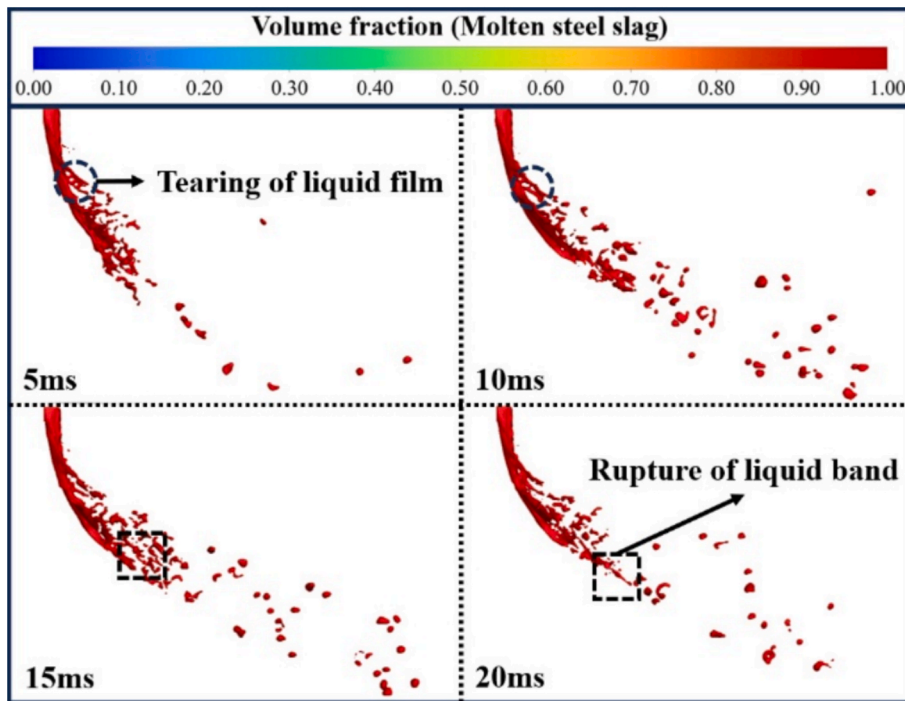 Volume fraction (Molten steel slag)
0.00 0.10 0.20 0.30 0.40 0.50 0.60 0.70 0.80 0.90 1.00
Tearing of liquid film
5ms
10ms
Rupture of liquid band
15ms
20ms